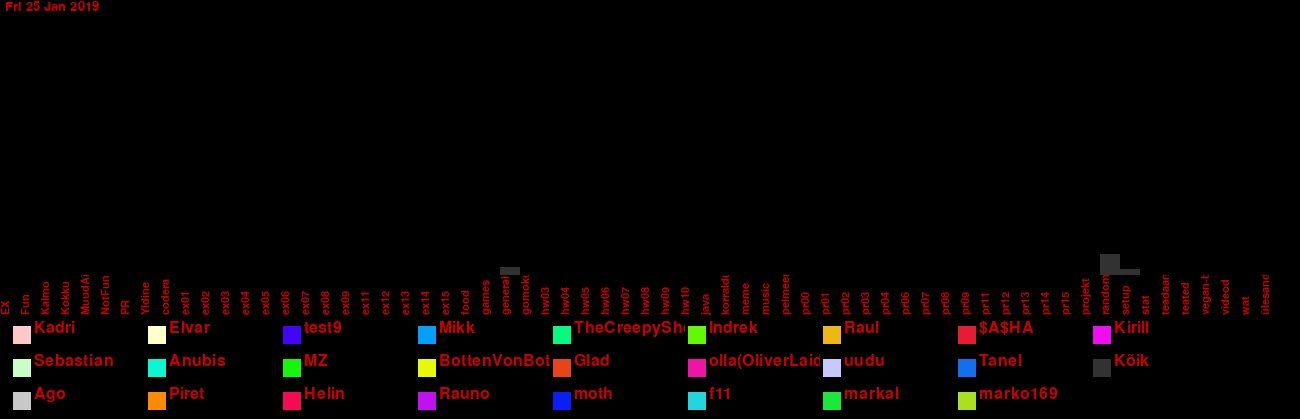 Fri 25 Jan 2019
EX Fun Kalmo Kokku MuudAi NotFun PR Yldine codera ex01 ex02 ex03 ex04 ex05 ex06 ex07 ex08 ex09 ex11 ex12 ex13 ex14 ex15 food games general gomoku hw03 hw04 hw05 hw06 hw07 hw08 hw09 hw10 java korraldu meme music pelmeen pr00 pr01 pr02 pr03 pr04 pr06 pr07 pr08 pr09 pr11 pr12 pr13 pr14 pr15 projekt random setup stat teadaan teated vegan-t videod wat ülesand
Kadri Elvar test9 Mikk TheCreepySh Indrek Raul $A$HA Kirill
Sebastian Anubis MZ BottenVonBot Glad olla(OliverLaid uudu Tanel Köik
Ago Piret Helin Rauno moth f11 markal marko169